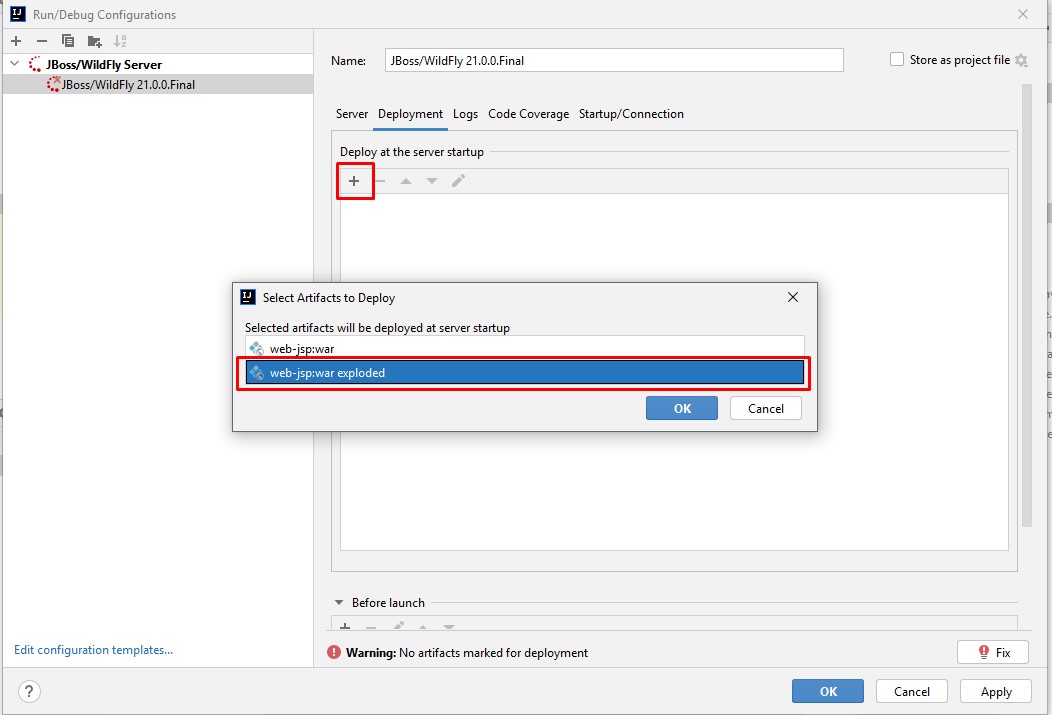 Run/Debug Configurations
JBoss/WildFly Server
JBoss/WildFly 21.0.0.Final
Name: JBoss/WildFly 21.0.0.Final
Store as project file
Server Deployment Logs Code Coverage Startup/Connection
Deploy at the server startup
Select Artifacts to Deploy
Selected artifacts will be deployed at server startup
web-jsp:war
web-jsp:war exploded
OK Cancel
Before launch
Edit configuration templates...
Warning: No artifacts marked for deployment
Fix
? OK Cancel Apply